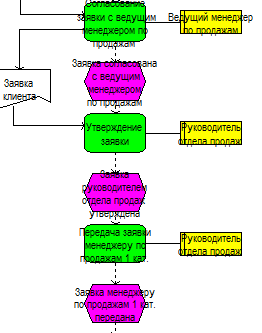 Согласование
заявки с ведущим
менеджером по
продажам
Ведущий менеджер
по продажам
Заявка согласована
с ведущим
менеджером
по продажам
Заявка
клиента
Утверждение
заявки
Руководитель
отдела продаж
Заявка
руководителем
отдела продаж
утверждена
Передача заявки
менеджеру по
продажам 1 кат.
Руководитель
отдела продаж
Заявка менеджеру
по продажам 1 кат.
передана